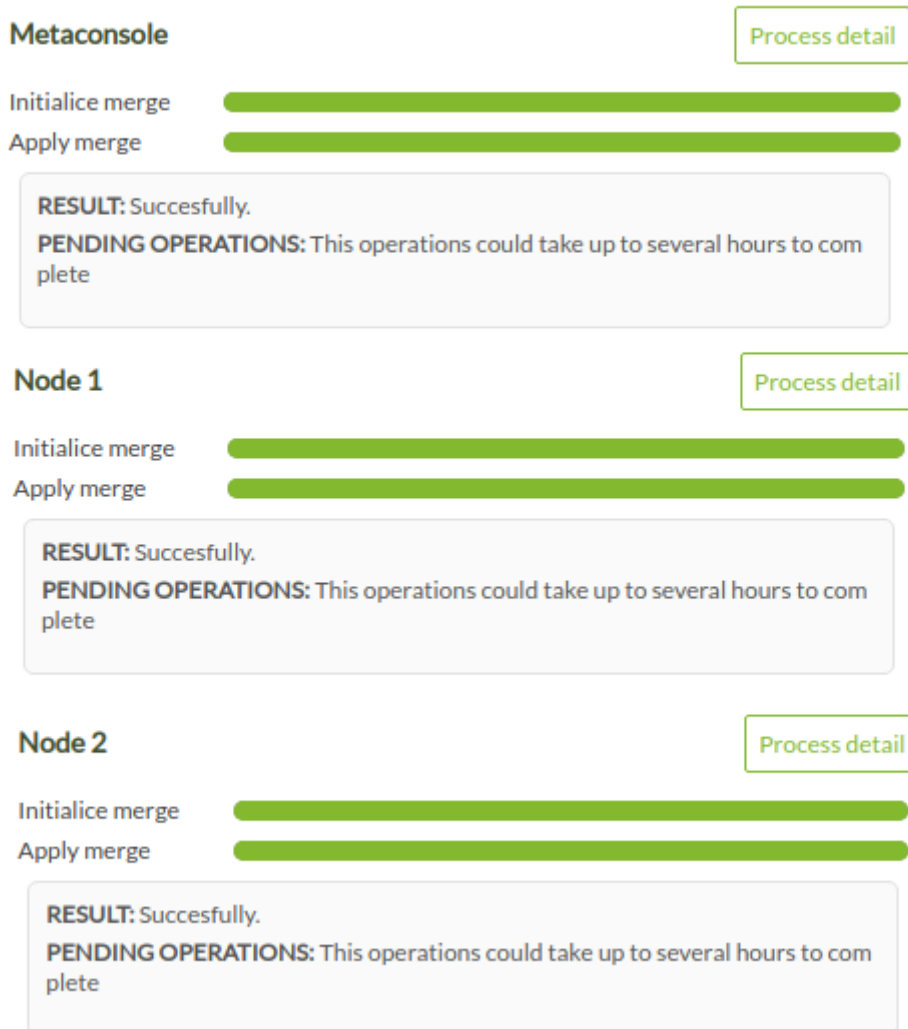 Metaconsole
Process detail
Initialice merge
Apply merge
RESULT: Succesfully.
PENDING OPERATIONS: This operations could take up to several hours to com
plete
Node 1
Process detail
Initialice merge
Apply merge
RESULT: Succesfully.
PENDING OPERATIONS: This operations could take up to several hours to com
plete
Node 2
Process detail
Initialice merge
Apply merge
RESULT: Succesfully.
PENDING OPERATIONS: This operations could take up to several hours to com
plete